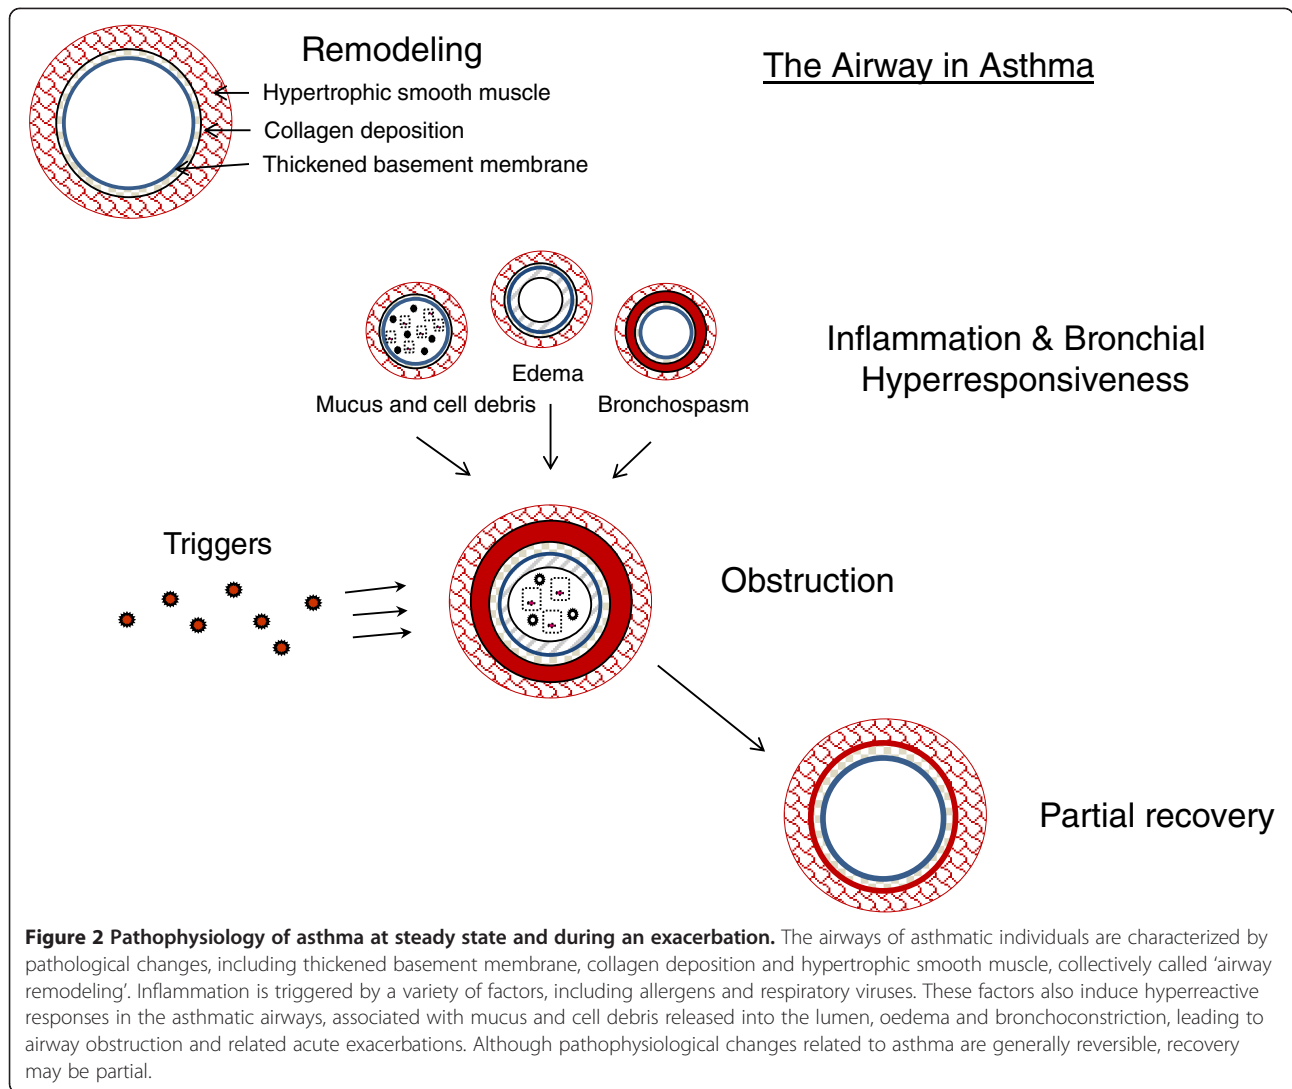 Remodeling
The Airway in Asthma
Hypertrophic smooth muscle
Collagen deposition
Thickened basement membrane
Edema
Mucus and cell debris
Bronchospasm
Inflammation & Bronchial
Hyperresponsiveness
Triggers
Obstruction
Partial recovery
Figure 2 Pathophysiology of asthma at steady state and during an exacerbation. The airways of asthmatic individuals are characterized by
pathological changes, including thickened basement membrane, collagen deposition and hypertrophic smooth muscle, collectively called ‘airway
remodeling’. Inflammation is triggered by a variety of factors, including allergens and respiratory viruses. These factors also induce hyperreactive
responses in the asthmatic airways, associated with mucus and cell debris released into the lumen, oedema and bronchoconstriction, leading to
airway obstruction and related acute exacerbations. Although pathophysiological changes related to asthma are generally reversible, recovery
may be partial.